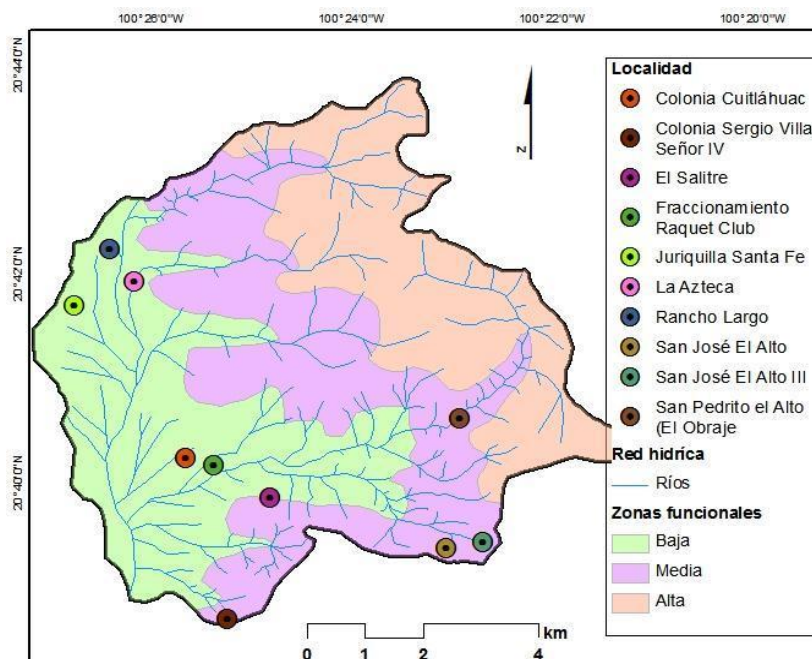 100°26'0"W 100°24'0"W 100°22'0"W 100°20'0"W
20°44'0"N
20°42'0"N
20°40'0"N
z
Localidad
Colonia Cuitláhuac
Colonia Sergio Villa
Señor IV
El Salitre
Fraccionamiento
Raquet Club
Juriquilla Santa Fe
La Azteca
Rancho Largo
San José El Alto
San José El Alto III
San Pedrito el Alto
(El Obraje
Red hidríca
Ríos
Zonas funcionales
Baja
Media
Alta
km
0 1 2 4